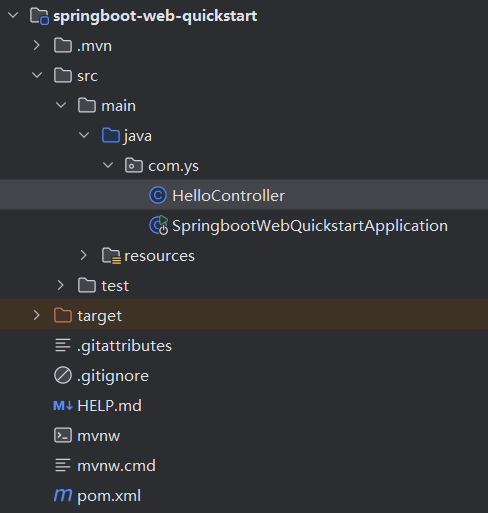 springboot-web-quickstart
.mvn
src
main
java
com.ys
HelloController
SpringbootWebQuickstartApplication
resources
test
target
.gitattributes
.gitignore
M↓ HELP.md
mvnw
mvnw.cmd
m pom.xml